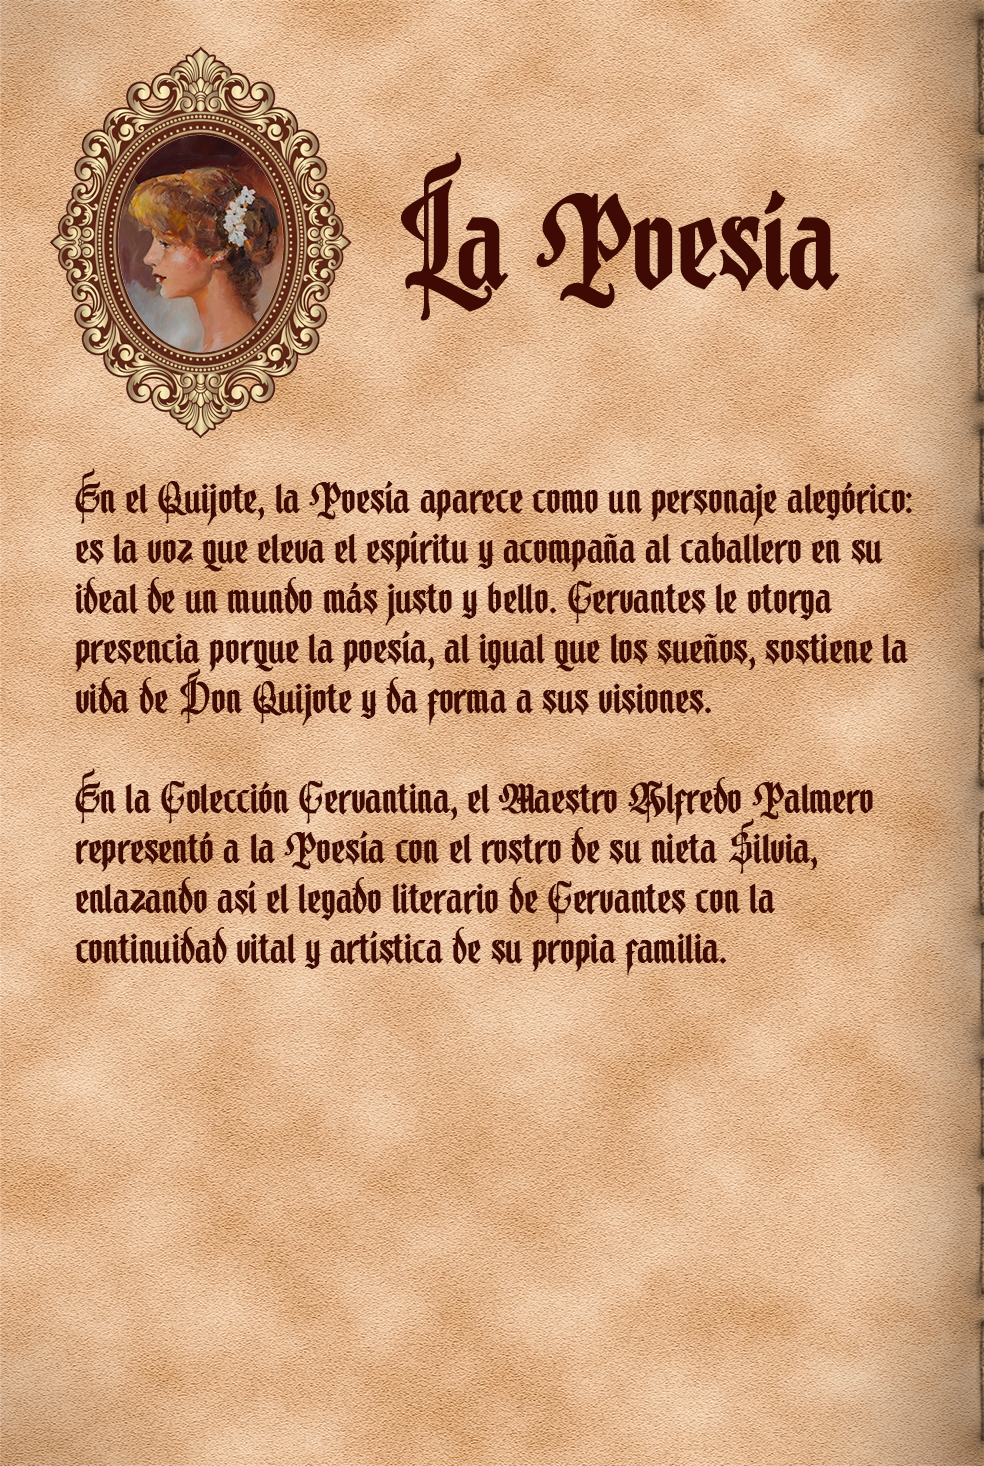 La Poesía
En el Quijote, la Poesía aparece como un personaje alegórico:
es la voz que eleva el espíritu y acompaña al caballero en su
ideal de un mundo más justo y bello. Cervantes le otorga
presencia porque la poesía, al igual que los sueños, sostiene la
vida de Don Quijote y da forma a sus visiones.
En la Colección Cervantina, el Maestro Alfredo Palmero
representó a la Poesía con el rostro de su nieta Silvia,
enlazando así el legado literario de Cervantes con la
continuidad vital y artística de su propia familia.